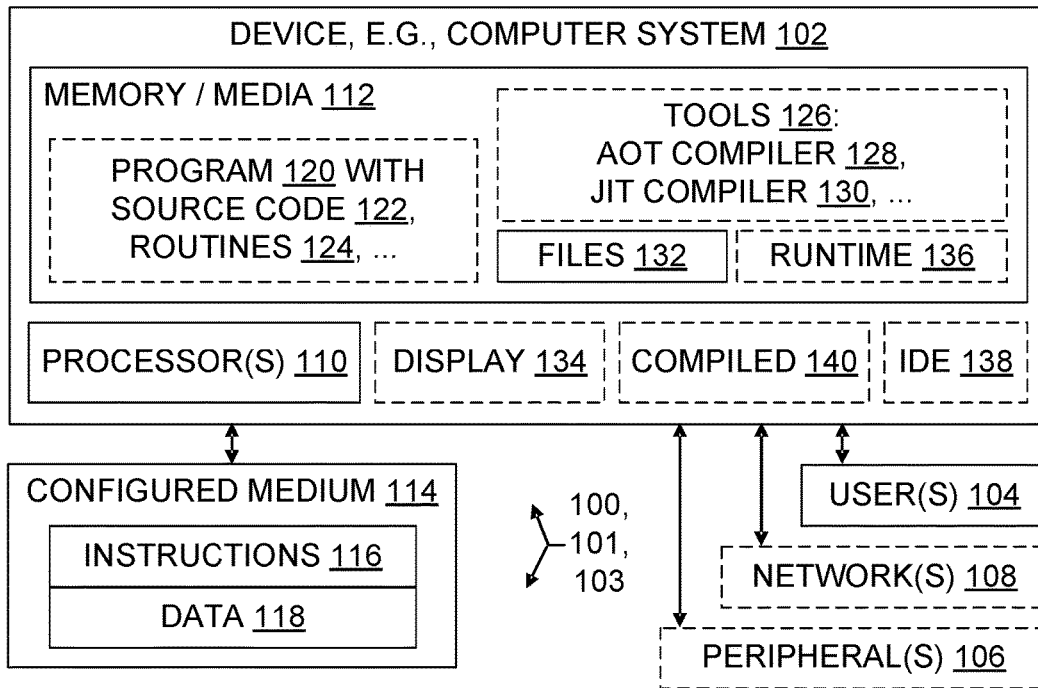 DEVICE, E.G., COMPUTER SYSTEM 102
MEMORY / MEDIA 112
PROGRAM 120 WITH
SOURCE CODE 122,
ROUTINES 124, ...
TOOLS 126:
AOT COMPILER 128,
JIT COMPILER 130, ...
FILES 132
RUNTIME 136
PROCESSOR(S) 110
DISPLAY 134
COMPILED 140
IDE 138
CONFIGURED MEDIUM 114
INSTRUCTIONS 116
DATA 118
100,
101,
103
USER(S) 104
NETWORK(S) 108
PERIPHERAL(S) 106